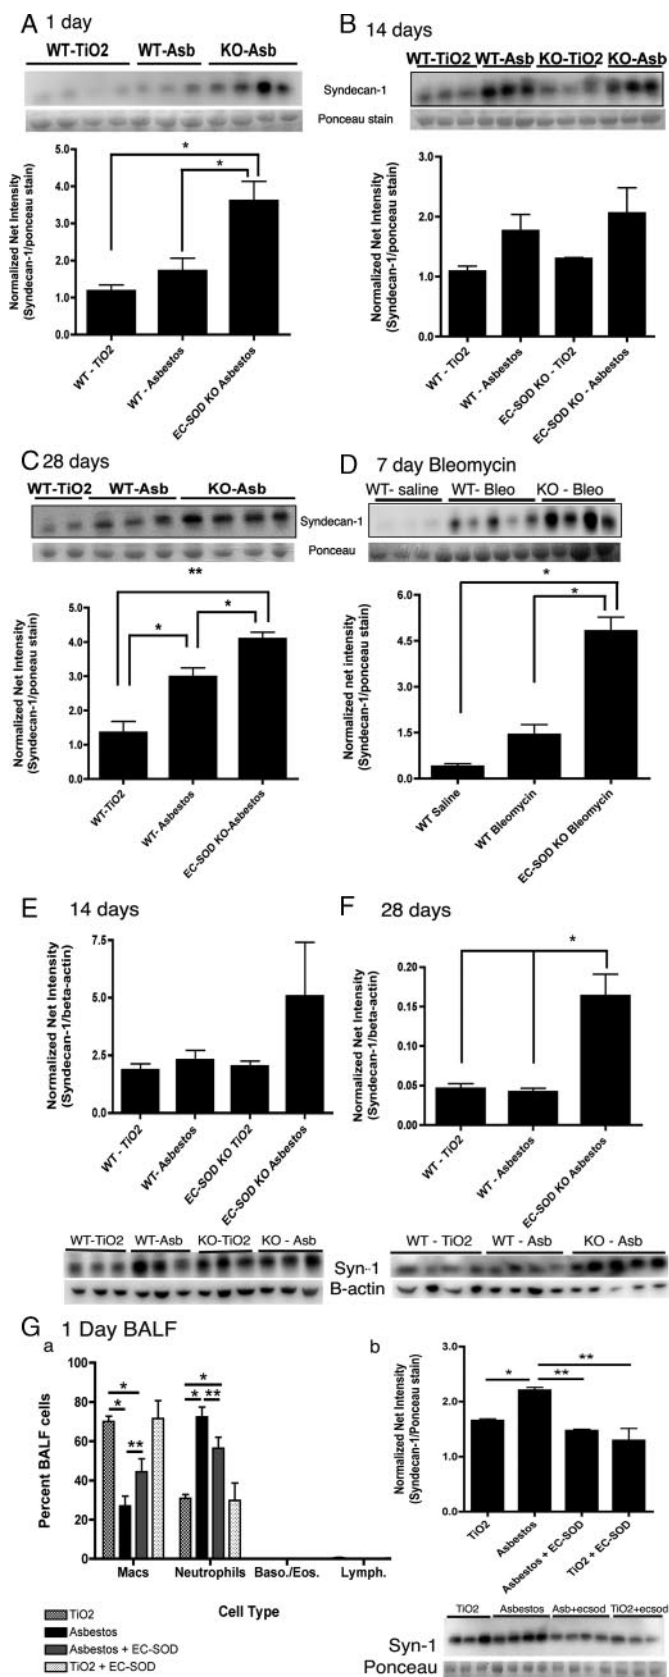 A 1 day
WT-TiO2 WT-Asb KO-Asb
Syndecan-1
Ponceau stain
Normalized Net Intensity
(Syndecan-1/ponceau stain)
5.0
4.0
3.0
2.0
1.0
0.0
*
*
WT - TiO2
WT - Asbestos
EC-SOD KO Asbestos
B 14 days
WT-TiO2 WT-Asb KO-TiO2 KO-Asb
Normalized Net Intensity
(Syndecan-1/ponceau stain)
3.0
2.0
1.0
0.0
WT - TiO2
WT - Asbestos
EC-SOD KO - TiO2
EC-SOD KO - Asbestos
C 28 days
WT-TiO2 WT-Asb KO-Asb
Syndecan-1
Ponceau
Normalized Net Intensity
(Syndecan-1/poneau stain)
5.0
4.0
3.0
2.0
1.0
0.0
**
*
*
WT-TiO2
WT- Asbestos
EC-SOD KO-Asbestos
D 7 day Bleomycin
WT- saline WT- Bleo KO - Bleo
Normalized net intensity
(Syndecan-1/ponceau stain)
6.0
4.5
3.0
1.5
0.0
*
*
WT Saline
WT Bleomycin
EC-SOD KO Bleomycin
E 14 days
Normalized Net Intensity
(Syndecan-1/beta-actin)
7.5
5.0
2.5
0.0
WT - TiO2
WT- Asbestos
EC-SOD KO TiO2
EC-SOD KO Asbestos
WT-TiO2 WT-Asb KO-TiO2 KO - Asb
Syn-1
B-actin
F 28 days
Normalized Net Intensity
(Syndecan-1/beta-actin)
0.20
0.15
0.10
0.05
0.00
*
WT - TiO2
WT - Asbestos
EC-SOD KO Asbestos
WT - TiO2 WT - Asb KO - Asb
G 1 Day BALF
a
Percent BALF cells
100
80
60
40
20
0
* * **
* * **
Macs Neutrophils Baso./Eos. Lymph.
Cell Type
TiO2
Asbestos
Asbestos + EC-SOD
TiO2 + EC-SOD
b
Normalized Net Intensity
(Syndecan-1/Ponceau stain)
3.0
2.0
1.0
0.0
* ** **
TiO2
Asbestos
Asbestos + EC-SOD
TiO2 + EC-SOD
TiO2 Asbestos Asb+ecsod TiO2+ecsod
Syn-1
Ponceau